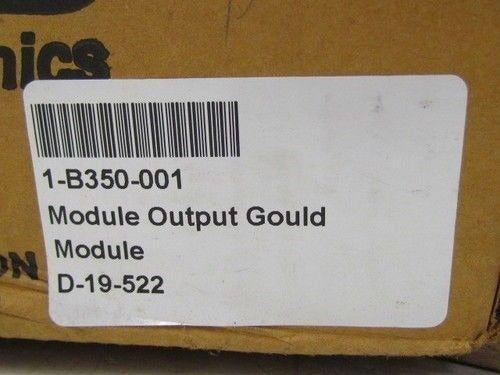 nics
1-B350-001
Module Output Gould
Module
D-19-522
ON